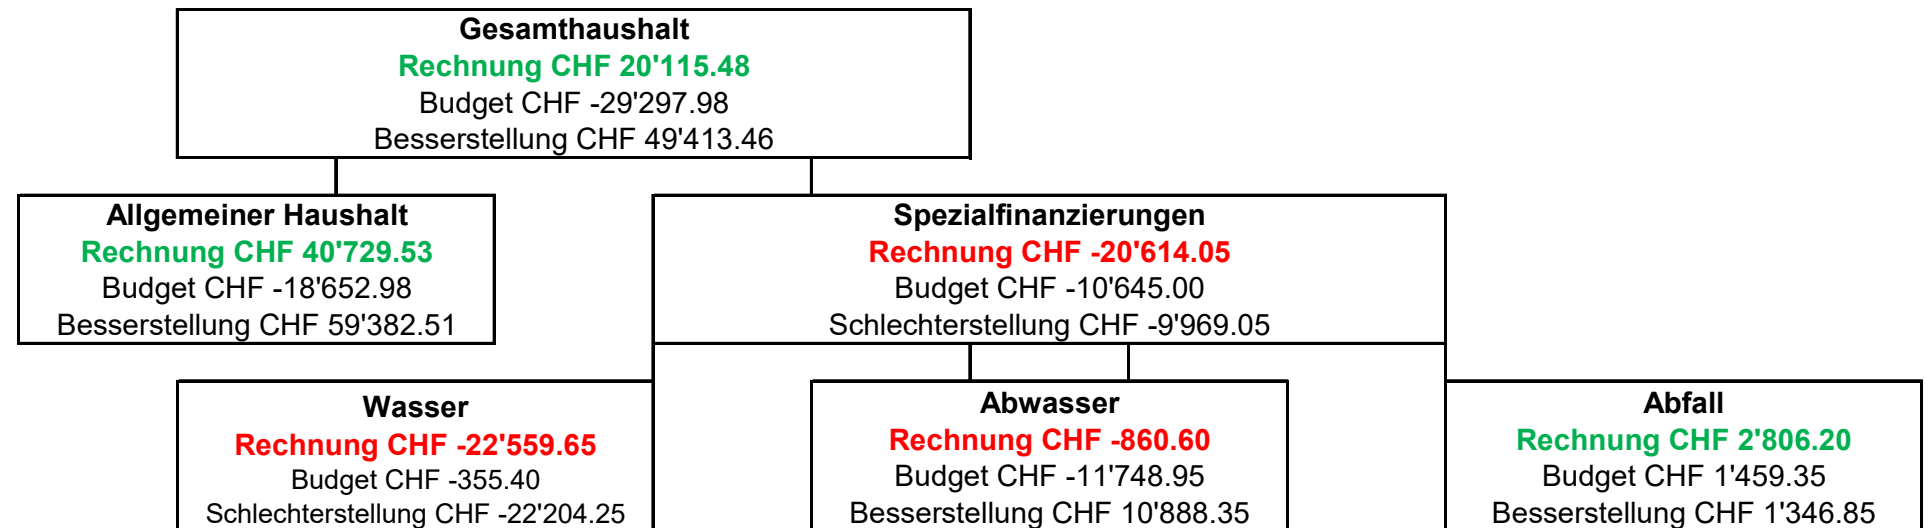 Gesamthaushalt
Rechnung CHF 20'115.48
Budget CHF -29'297.98
Besserstellung CHF 49'413.46
Allgemeiner Haushalt
Rechnung CHF 40'729.53
Budget CHF -18'652.98
Besserstellung CHF 59'382.51
Spezialfinanzierungen
Rechnung CHF -20'614.05
Budget CHF -10'645.00
Schlechterstellung CHF -9'969.05
Wasser
Rechnung CHF -22'559.65
Budget CHF -355.40
Schlechterstellung CHF -22'204.25
Abwasser
Rechnung CHF -860.60
Budget CHF -11'748.95
Besserstellung CHF 10'888.35
Abfall
Rechnung CHF 2'806.20
Budget CHF 1'459.35
Besserstellung CHF 1'346.85